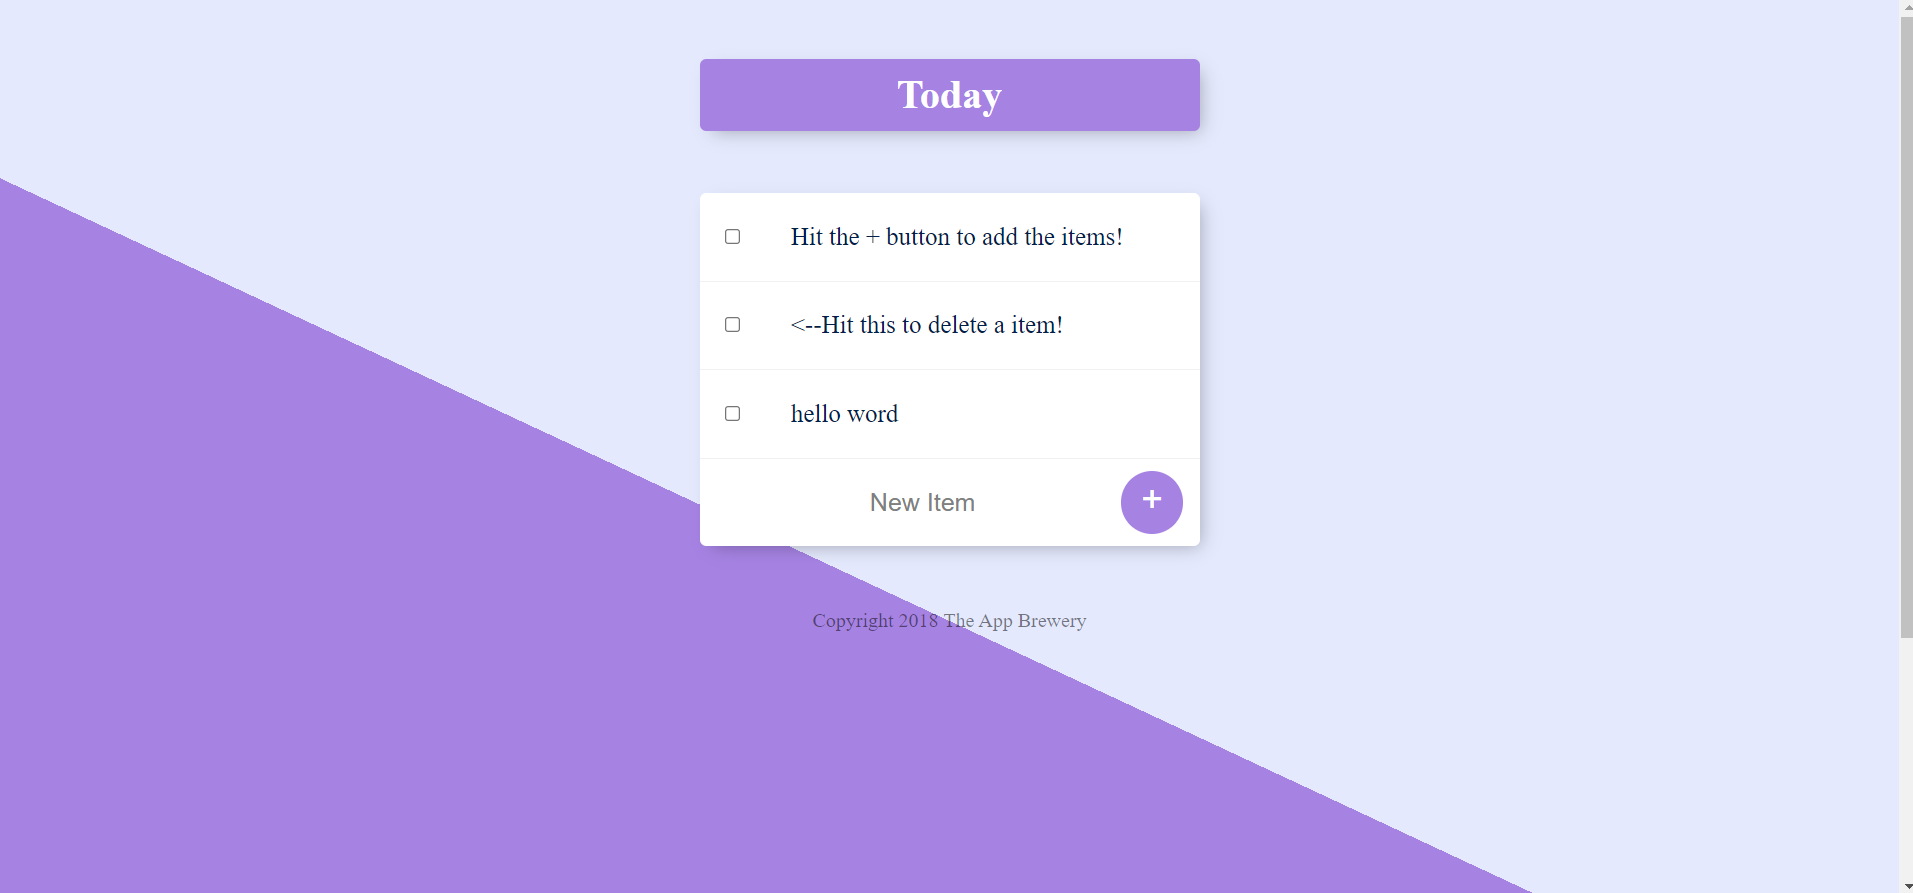 Today
Hit the + button to add the items!
<--Hit this to delete a item!
hello word
New Item
+
Copyright 2018 The App Brewery